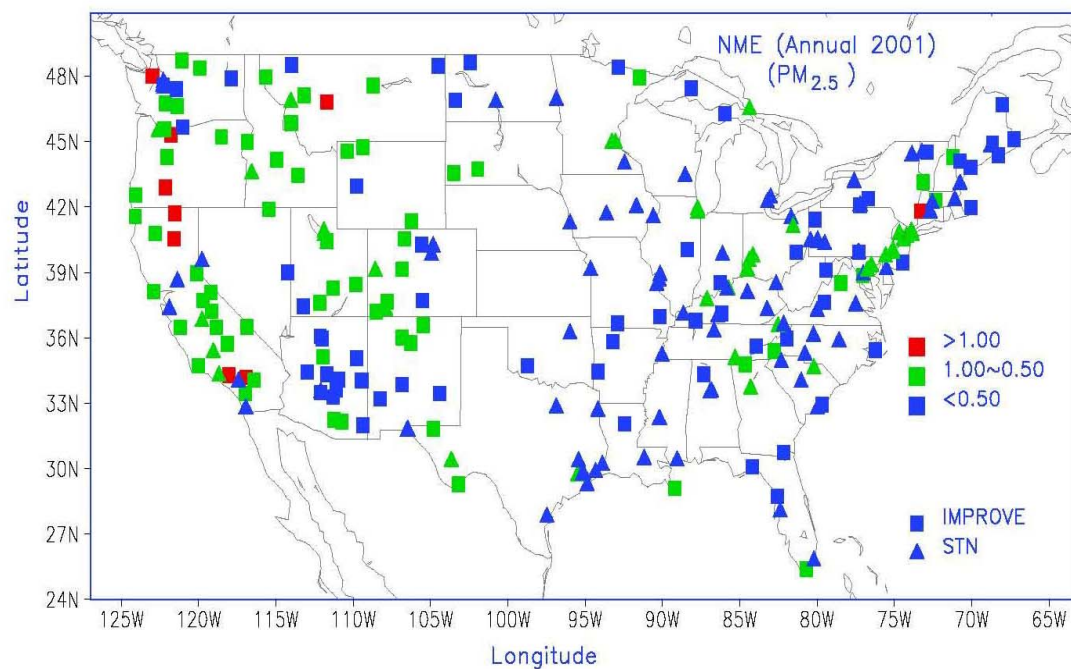 NME (Annual 2001)
(PM2.5)
48N
45N
42N
39N
36N
33N
30N
27N
24N
Latitude
>1.00
1.00~0.50
<0.50
IMPROVE
STN
125W 120W 115W 110W 105W 100W 95W 90W 85W 80W 75W 70W 65W
Longitude